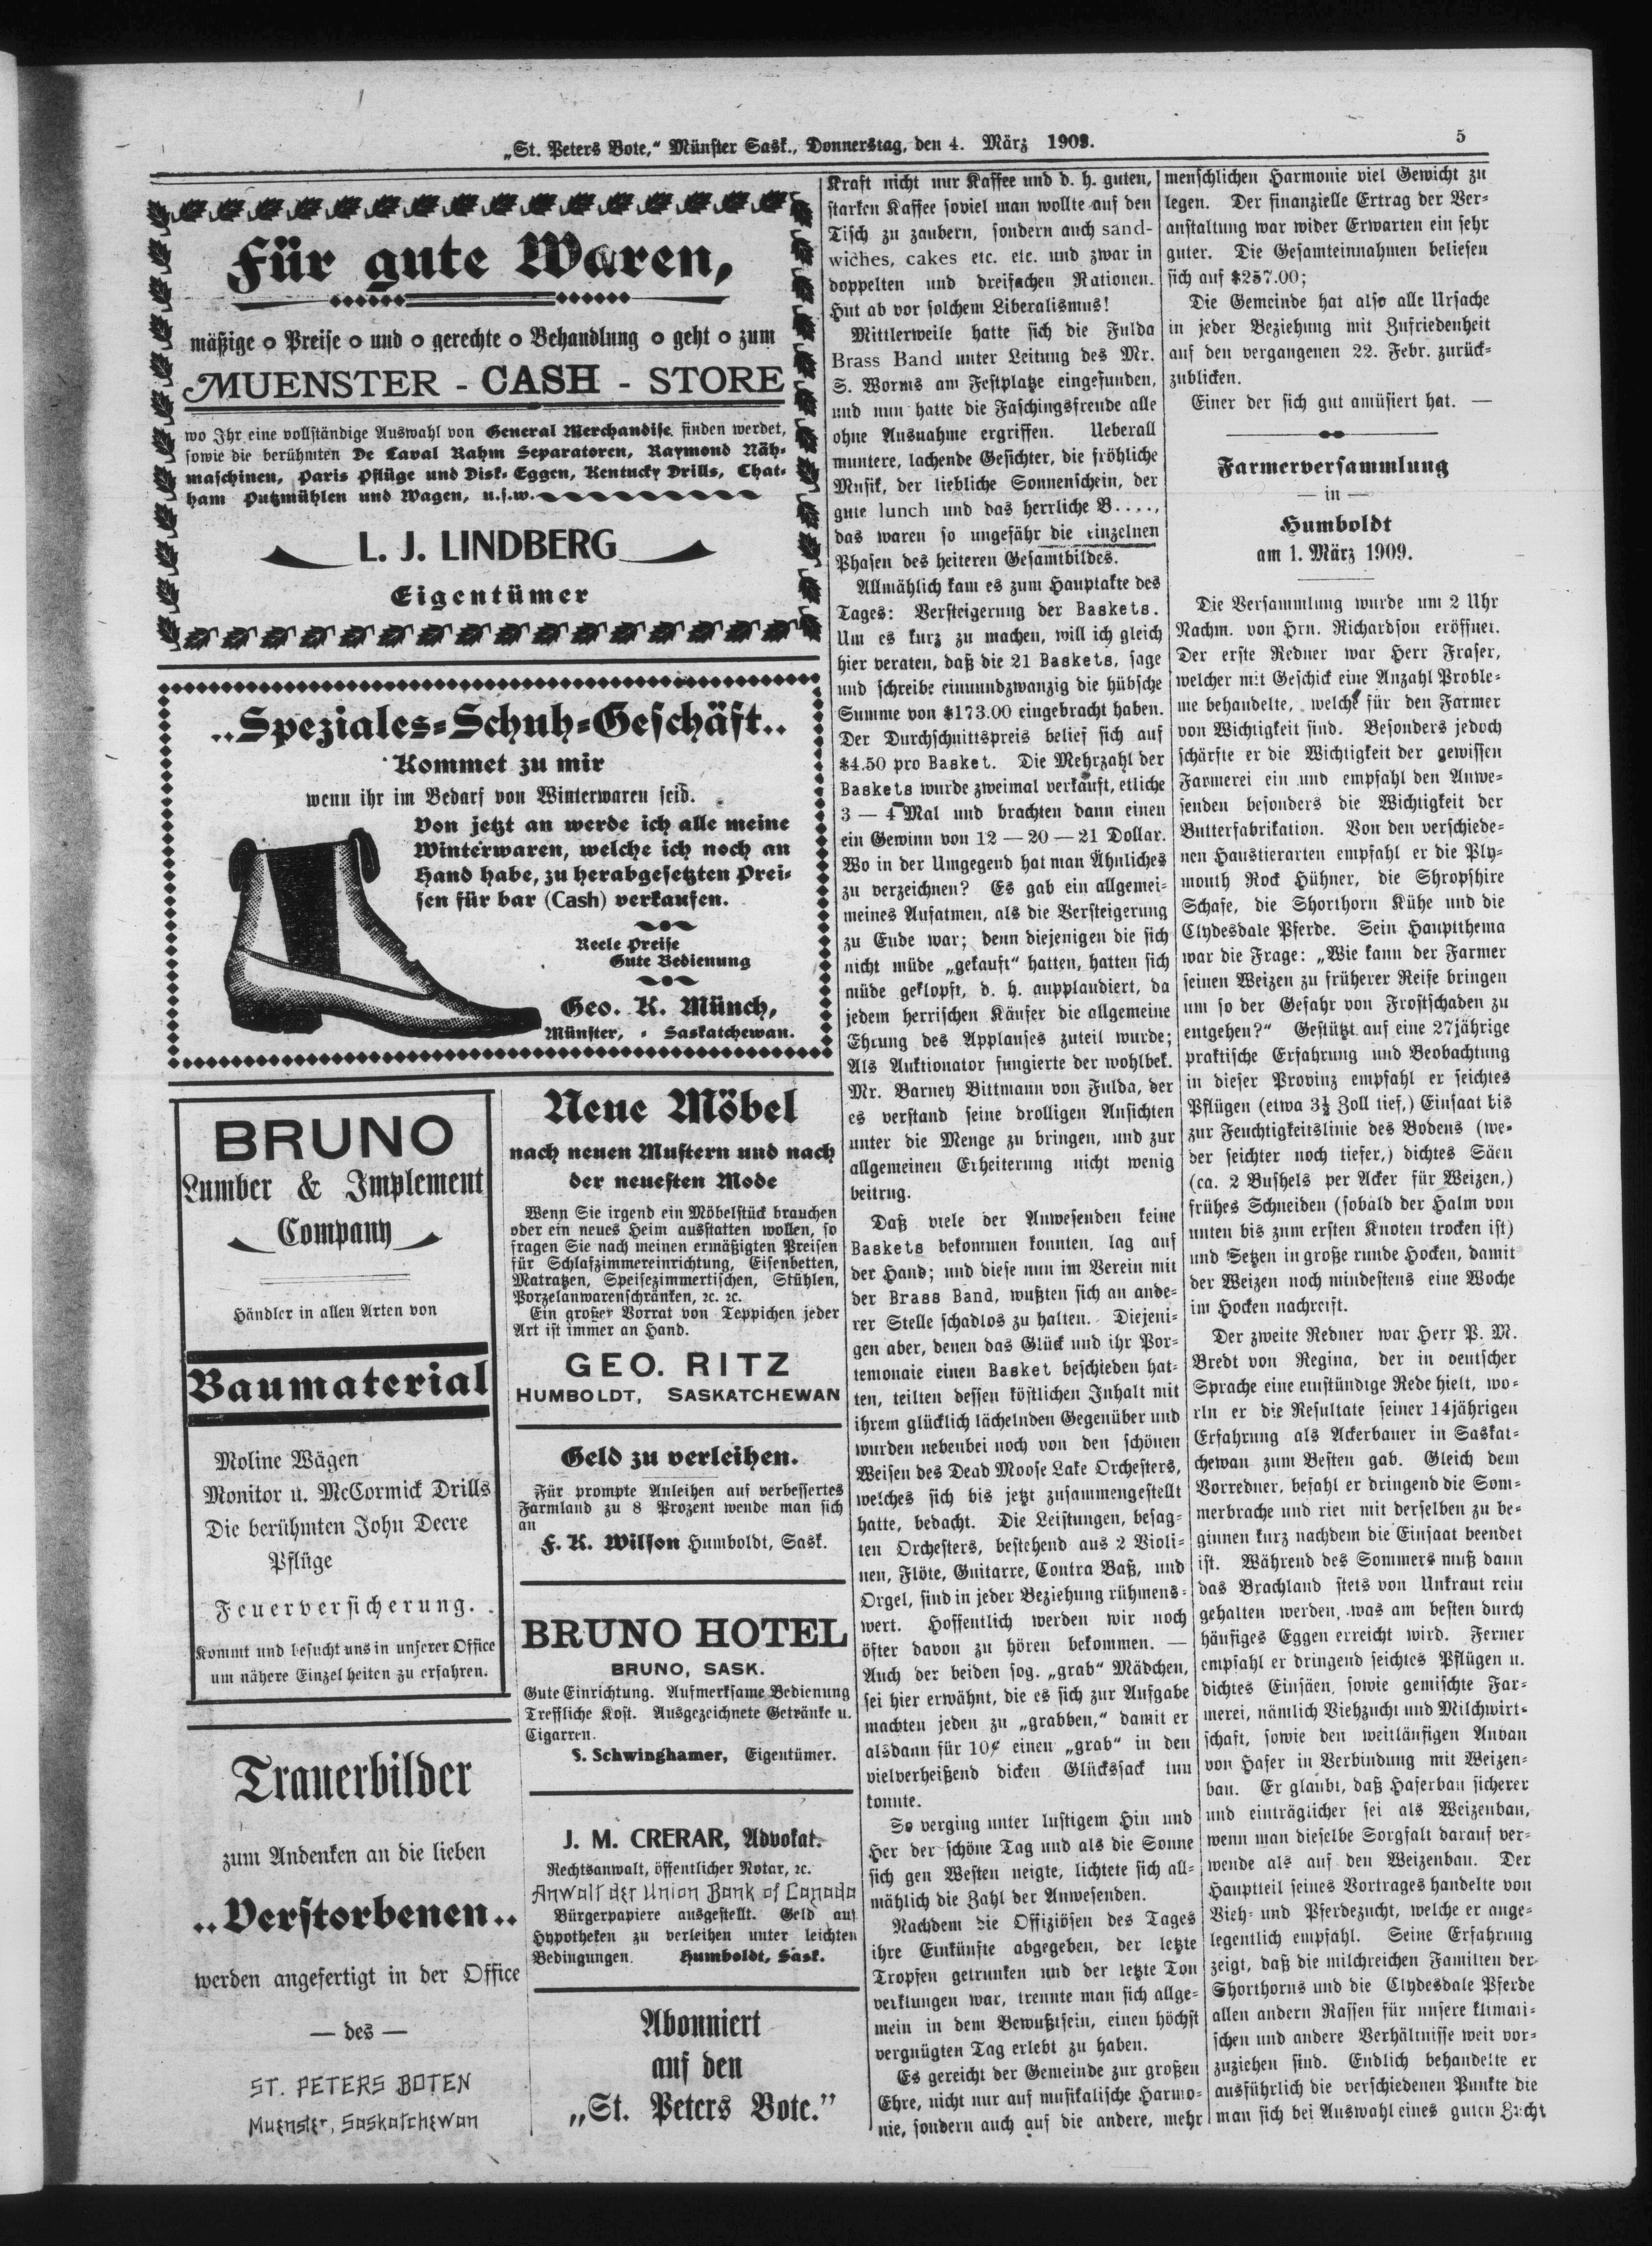 „St. Peters Bote,“ Münster Sask., Donnerstag, den 4. März 1909.
5
Für gute Waren,
mäßige o Preise o und o gerechte o Behandlung o geht o zum
MUENSTER - CASH - STORE
wo Ihr eine vollständige Auswahl von General Merchandise finden werdet,
sowie die berühmten De Laval Rahm Separatoren, Raymond Näh-
maschinen, Paris Pflüge und Disk-Eggen, Kentucky Drills, Chat-
ham Putzmühlen und Wagen, u.s.w.
L. J. LINDBERG
Eigentümer
..Speziales-Schuh-Geschäft..
Kommet zu mir
wenn ihr im Bedarf von Winterwaren seid.
Von jetzt an werde ich alle meine
Winterwaren, welche ich noch an
Hand habe, zu herabgesetzten Prei-
sen für bar (Cash) verkaufen.
Reele Preise
Gute Bedienung
Geo. K. Münch,
Münster, - Saskatchewan.
BRUNO
Lumber & Implement
Company
Händler in allen Arten von
Baumaterial
Moline Wägen
Monitor u. McCormick Drills
Die berühmten John Deere
Pflüge
Feuerversicherung.
Kommt und besucht uns in unserer Office
um nähere Einzelheiten zu erfahren.
Trauerbilder
zum Andenken an die lieben
..Verstorbenen..
werden angefertigt in der Office
— des —
ST. PETERS BOTEN
Muenster, Saskatchewan
Neue Möbel
nach neuen Mustern und nach
der neuesten Mode
Wenn Sie irgend ein Möbelstück brauchen
oder ein neues Heim ausstatten wollen, so
fragen Sie nach meinen ermäßigten Preisen
für Schlafzimmereinrichtung, Eisenbetten,
Matratzen, Speisezimmertischen, Stühlen,
Porzelanwarenschränken, ꝛc. ꝛc.
Ein großer Vorrat von Teppichen jeder
Art ist immer an Hand.
GEO. RITZ
HUMBOLDT, SASKATCHEWAN
Geld zu verleihen.
Für prompte Anleihen auf verbessertes
Farmland zu 8 Prozent wende man sich
an
F. K. Wilson Humboldt, Sask.
BRUNO HOTEL
BRUNO, SASK.
Gute Einrichtung. Aufmerksame Bedienung
Treffliche Kost. Ausgezeichnete Getränke u.
Cigarren.
S. Schwinghamer, Eigentümer.
J. M. CRERAR, Advokat.
Rechtsanwalt, öffentlicher Notar, ꝛc.
Anwalt der Union Bank of Canada
Bürgerpapiere ausgestellt. Geld auf
Hypotheken zu verleihen unter leichten
Bedingungen. Humboldt, Sask.
Abonniert
auf den
„St. Peters Bote.”
Kraft nicht nur Kaffee und d. h. guten,
starken Kaffee soviel man wollte auf den
Tisch zu zaubern, sondern auch sand-
wiches, cakes etc. etc. und zwar in
doppelten und dreifachen Rationen.
Hut ab vor solchem Liberalismus!
Mittlerweile hatte sich die Fulda
Brass Band unter Leitung des Mr.
S. Worms am Festplatze eingefunden,
und nun hatte die Faschingsfreude alle
ohne Ausnahme ergriffen. Ueberall
muntere, lachende Gesichter, die fröhliche
Musik, der liebliche Sonnenschein, der
gute lunch und das herrliche B....,
das waren so ungefähr die einzelnen
Phasen des heiteren Gesamtbildes.
Allmählich kam es zum Hauptakte des
Tages: Versteigerung der Baskets.
Um es kurz zu machen, will ich gleich
hier veraten, daß die 21 Baskets, sage
und schreibe einundzwanzig die hübsche
Summe von $173.00 eingebracht haben.
Der Durchschnittspreis belief sich auf
$4.50 pro Basket. Die Mehrzahl der
Baskets wurde zweimal verkauft, etliche
3 — 4 Mal und brachten dann einen
ein Gewinn von 12 — 20 — 21 Dollar.
Wo in der Umgegend hat man Ähnliches
zu verzeichnen? Es gab ein allgemei-
meines Aufatmen, als die Versteigerung
zu Ende war; denn diejenigen die sich
nicht müde „gekauft“ hatten, hatten sich
müde geklopft, d. h. aupplaudiert, da
jedem herrischen Käufer die allgemeine
Ehrung des Applauses zuteil wurde;
Als Auktionator fungierte der wohlbek.
Mr. Barney Bittmann von Fulda, der
es verstand seine drolligen Ansichten
unter die Menge zu bringen, und zur
allgemeinen Erheiterung nicht wenig
beitrug.
Daß viele der Anwesenden keine
Baskets bekommen konnten, lag auf
der Hand; und diese nun im Verein mit
der Brass Band, wußten sich an ande-
rer Stelle schadlos zu halten. Diejeni-
gen aber, denen das Glück und ihr Por-
temonaie einen Basket beschieden hat-
ten, teilten dessen köstlichen Inhalt mit
ihrem glücklich lächelnden Gegenüber und
wurden nebenbei noch von den schönen
Weisen des Dead Moose Lake Orchesters,
welches sich bis jetzt zusammengestellt
hatte, bedacht. Die Leistungen, besag-
ten Orchesters, bestehend aus 2 Violi-
nen, Flöte, Guitarre, Contra Baß, und
Orgel, sind in jeder Beziehung rühmens-
wert. Hoffentlich werden wir noch
öfter davon zu hören bekommen. —
Auch der beiden sog. „grab“ Mädchen,
sei hier erwähnt, die es sich zur Aufgabe
machten jeden zu „grabben,“ damit er
alsdann für 10¢ einen „grab“ in den
vielverheißend dicken Glückssack tun
konnte.
So verging unter lustigem Hin und
Her der schöne Tag und als die Sonne
sich gen Westen neigte, lichtete sich all-
mählich die Zahl der Anwesenden.
Nachdem die Offiziösen des Tages
ihre Einkünfte abgegeben, der letzte
Tropfen getrunken und der letzte Ton
verklungen war, trennte man sich allge-
mein in dem Bewußtsein, einen höchst
vergnügten Tag erlebt zu haben.
Es gereicht der Gemeinde zur großen
Ehre, nicht nur auf musikalische Harmo-
nie, sondern auch auf die andere, mehr
menschlichen Harmonie viel Gewicht zu
legen. Der finanzielle Ertrag der Ver-
anstaltung war wider Erwarten ein sehr
guter. Die Gesamteinnahmen beliefen
sich auf $257.00;
Die Gemeinde hat also alle Ursache
in jeder Beziehung mit Zufriedenheit
auf den vergangenen 22. Febr. zurück-
zublicken.
Einer der sich gut amüsiert hat. —
Farmerversammlung
— in —
Humboldt
am 1. März 1909.
Die Versammlung wurde um 2 Uhr
Nachm. von Hrn. Richardson eröffnet.
Der erste Redner war Herr Fraser,
welcher mit Geschick eine Anzahl Proble-
me behandelte, welche für den Farmer
von Wichtigkeit sind. Besonders jedoch
schärfte er die Wichtigkeit der gewissen
Farmerei ein und empfahl den Anwe-
senden besonders die Wichtigkeit der
Butterfabrikation. Von den verschiede-
nen Haustierarten empfahl er die Ply-
mouth Rock Hühner, die Shropshire
Schafe, die Shorthorn Kühe und die
Clydesdale Pferde. Sein Hauptthema
war die Frage: „Wie kann der Farmer
seinen Weizen zu früherer Reife bringen
um so der Gefahr von Frostschaden zu
entgehen?“ Gestützt auf eine 27jährige
praktische Erfahrung und Beobachtung
in dieser Provinz empfahl er seichtes
Pflügen (etwa 3½ Zoll tief,) Einsaat bis
zur Feuchtigkeitslinie des Bodens (we-
der seichter noch tiefer,) dichtes Säen
(ca. 2 Bushels per Acker für Weizen,)
frühes Schneiden (sobald der Halm von
unten bis zum ersten Knoten trocken ist)
und Setzen in große runde Hocken, damit
der Weizen noch mindestens eine Woche
im Hocken nachreift.
Der zweite Redner war Herr P. M.
Bredt von Regina, der in deutscher
Sprache eine einstündige Rede hielt, wo-
rin er die Resultate seiner 14jährigen
Erfahrung als Ackerbauer in Saskat-
chewan zum Besten gab. Gleich dem
Vorredner, befahl er dringend die Som-
merbrache und riet mit derselben zu be-
ginnen kurz nachdem die Einsaat beendet
ist. Während des Sommers muß dann
das Brachland stets von Unkraut rein
gehalten werden, was am besten durch
häufiges Eggen erreicht wird. Ferner
empfahl er dringend seichtes Pflügen u.
dichtes Einsäen, sowie gemischte Far-
merei, nämlich Viehzucht und Milchwirt-
schaft, sowie den weitläufigen Anbau
von Hafer in Verbindung mit Weizen-
bau. Er glaubt, daß Haferbau sicherer
und einträglicher sei als Weizenbau,
wenn man dieselbe Sorgfalt darauf ver-
wende als auf den Weizenbau. Der
Hauptteil seines Vortrages handelte von
Vieh- und Pferdezucht, welche er ange-
legentlich empfahl. Seine Erfahrung
zeigt, daß die milchreichen Familien der
Shorthorns und die Clydesdale Pferde
allen andern Rassen für unsere klimati-
schen und andere Verhältnisse weit vor-
zuziehen sind. Endlich behandelte er
ausführlich die verschiedenen Punkte die
man sich bei Auswahl eines guten Zucht